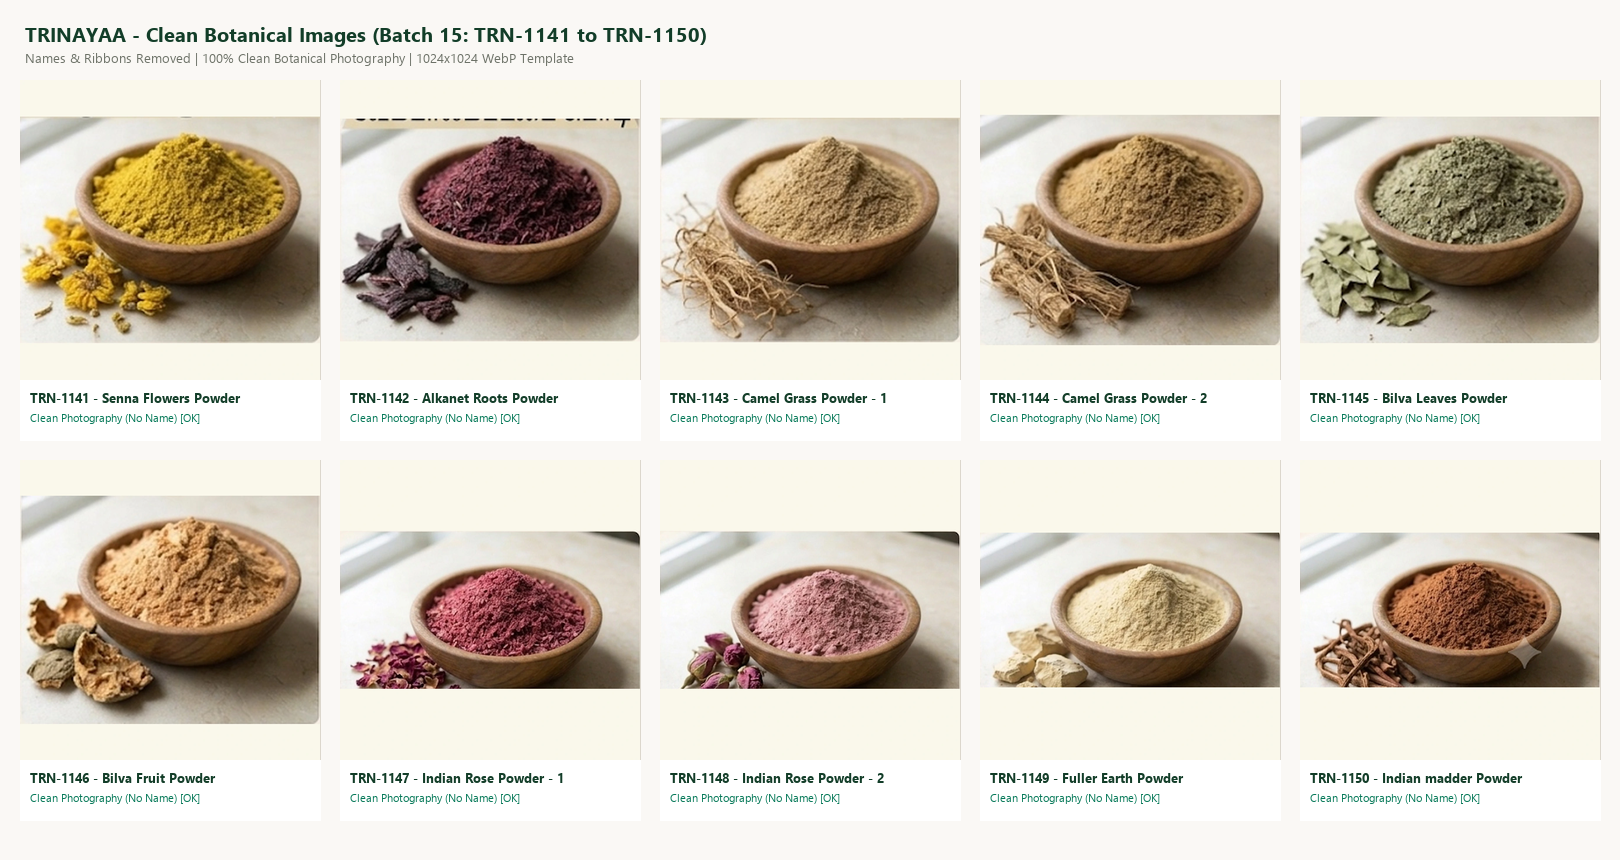 TRINAYAA - Clean Botanical Images (Batch 15: TRN-1141 to TRN-1150)
Names & Ribbons Removed | 100% Clean Botanical Photography | 1024x1024 WebP Template
TRN-1141 - Senna Flowers Powder
Clean Photography (No Name) [OK]
TRN-1142 - Alkanet Roots Powder
Clean Photography (No Name) [OK]
TRN-1143 - Camel Grass Powder - 1
Clean Photography (No Name) [OK]
TRN-1144 - Camel Grass Powder - 2
Clean Photography (No Name) [OK]
TRN-1145 - Bilva Leaves Powder
Clean Photography (No Name) [OK]
TRN-1146 - Bilva Fruit Powder
Clean Photography (No Name) [OK]
TRN-1147 - Indian Rose Powder - 1
Clean Photography (No Name) [OK]
TRN-1148 - Indian Rose Powder - 2
Clean Photography (No Name) [OK]
TRN-1149 - Fuller Earth Powder
Clean Photography (No Name) [OK]
TRN-1150 - Indian madder Powder
Clean Photography (No Name) [OK]